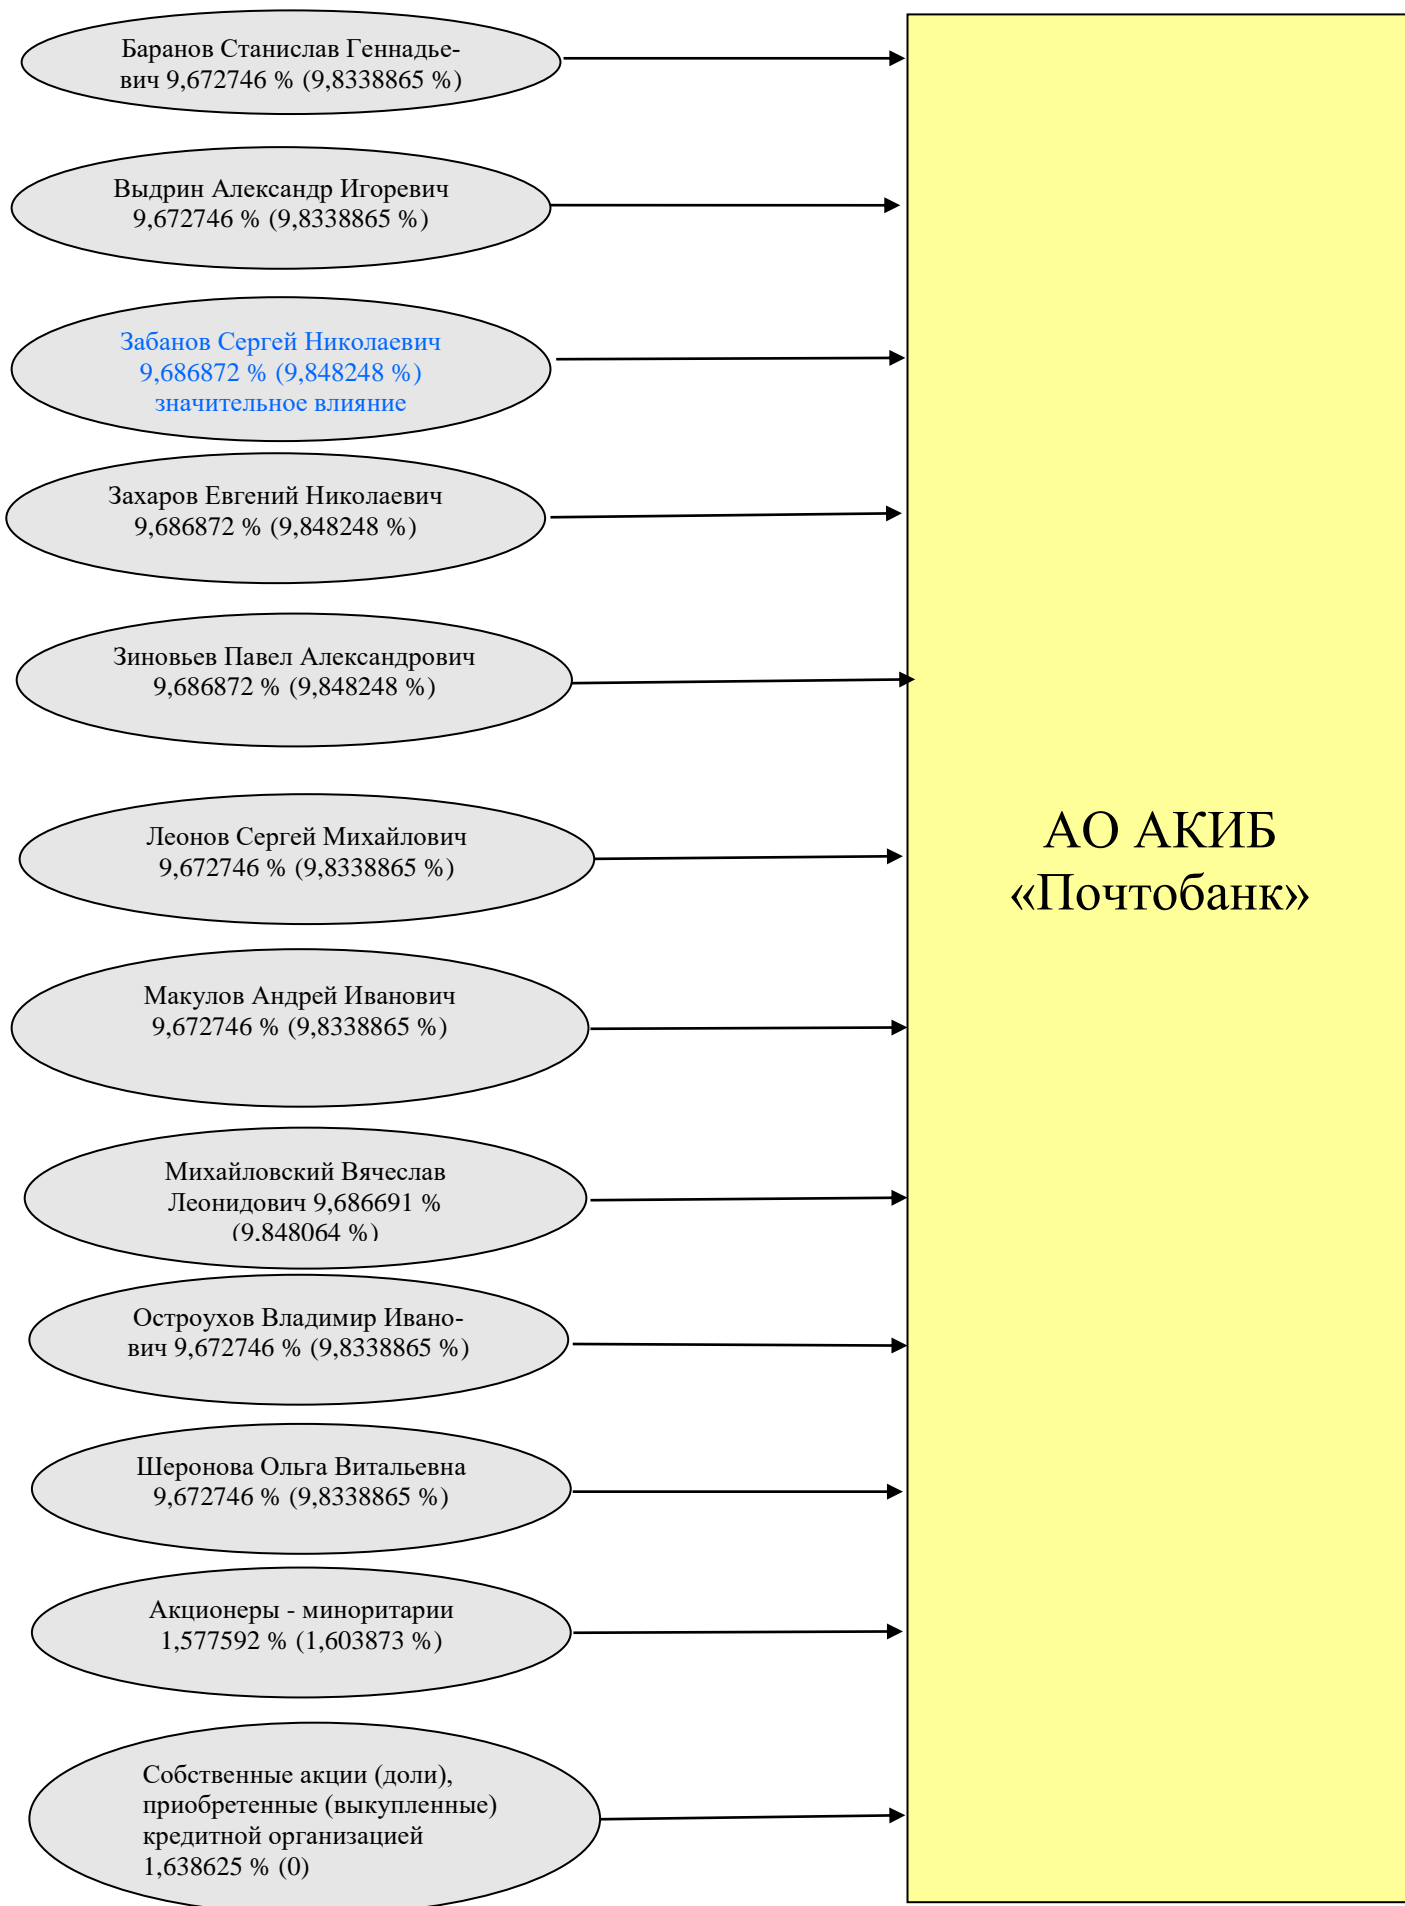 Баранов Станислав Геннадье-
вич 9,672746 % (9,8338865 %)
Выдрин Александр Игоревич
9,672746 % (9,8338865 %)
Забанов Сергей Николаевич
9,686872 % (9,848248 %)
значительное влияние
Захаров Евгений Николаевич
9,686872 % (9,848248 %)
Зиновьев Павел Александрович
9,686872 % (9,848248 %)
Леонов Сергей Михайлович
9,672746 % (9,8338865 %)
Макулов Андрей Иванович
9,672746 % (9,8338865 %)
Михайловский Вячеслав
Леонидович 9,686691 %
(9,848064 %)
Остроухов Владимир Ивано-
вич 9,672746 % (9,8338865 %)
Шеронова Ольга Витальевна
9,672746 % (9,8338865 %)
Акционеры - миноритарии
1,577592 % (1,603873 %)
Собственные акции (доли),
приобретенные (выкупленные)
кредитной организацией
1,638625 % (0)
АО АКИБ
«Почтобанк»